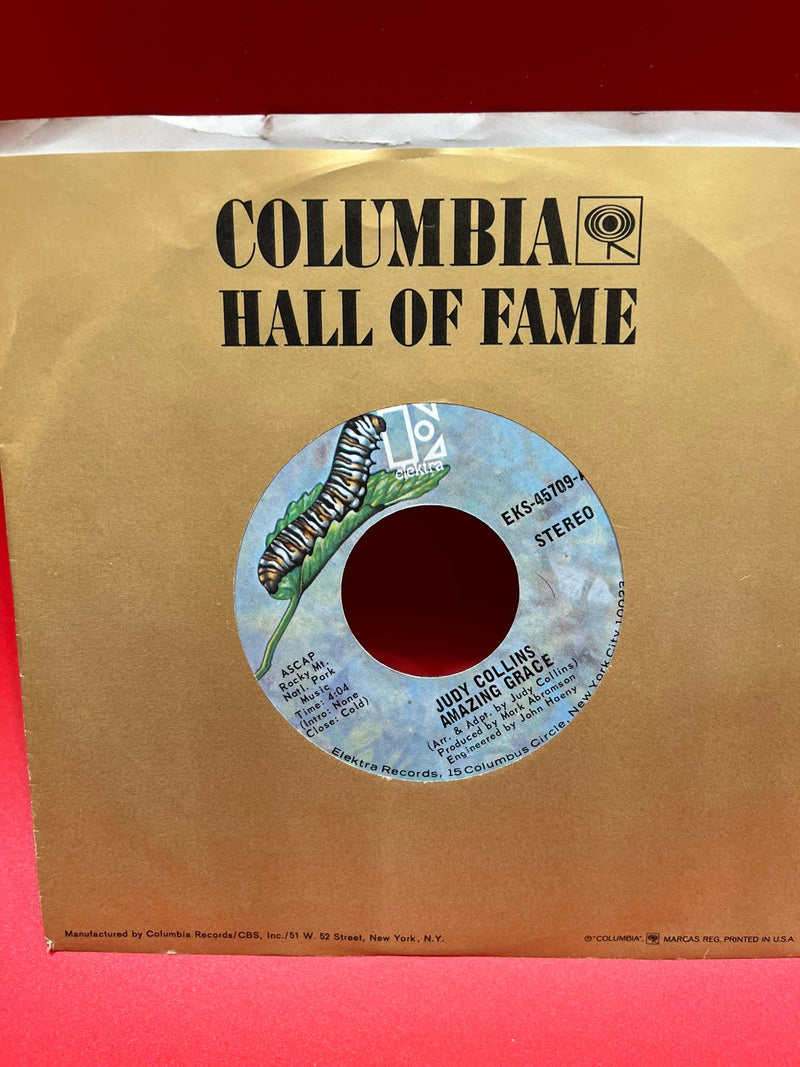 COLUMBIA
HALL OF FAME
elektra
EKS-45709-
STEREO
ASCAP
Rocky Mt.
Natl. Park
Music
Time: 4:04
(Intro: None
Close: Cold)
JUDY COLLINS
AMAZING GRACE
(Arr. & Adpt. by Judy Collins)
Produced by Mark Abramson
Engineered by John Haeny
Elektra Records, 15 Columbus Circle, New York City 10023
Manufactured by Columbia Records/CBS, Inc./51 W. 52 Street, New York, N.Y.
℗"COLUMBIA", MARCAS REG. PRINTED IN U.S.A.